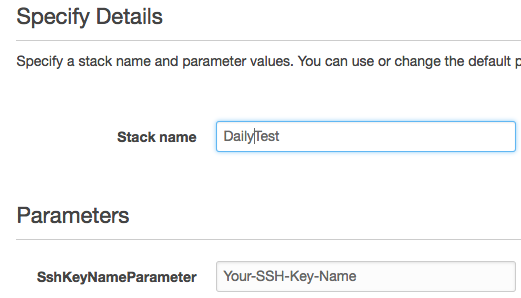 Specify Details
Specify a stack name and parameter values. You can use or change the default p
Stack name
DailyTest
Parameters
SshKeyNameParameter
Your-SSH-Key-Name